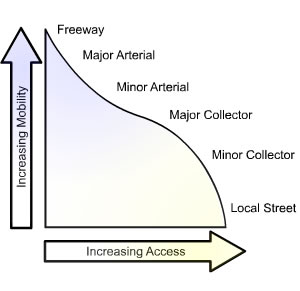 Freeway
Major Arterial
Minor Arterial
Major Collector
Minor Collector
Local Street
Increasing Mobility
Increasing Access